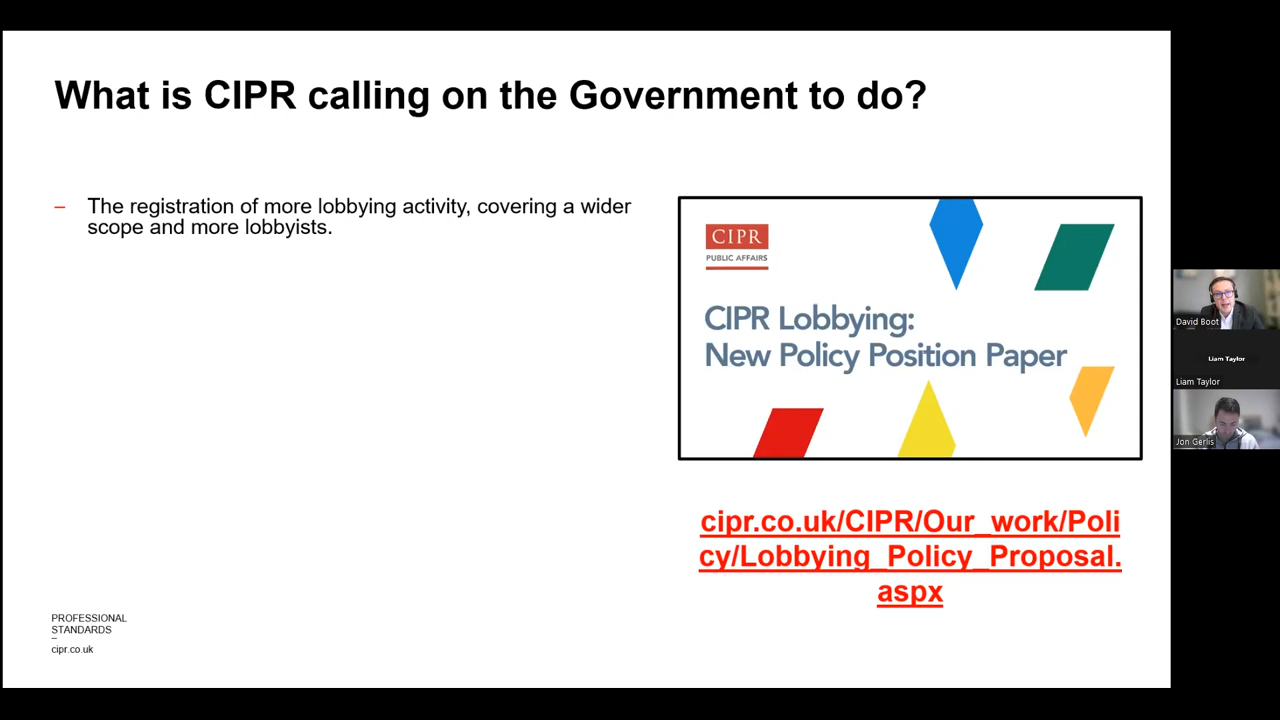 What is CIPR calling on the Government to do?
– The registration of more lobbying activity, covering a wider
scope and more lobbyists.
CIPR
PUBLIC AFFAIRS
CIPR Lobbying:
New Policy Position Paper
cipr.co.uk/CIPR/Our_work/Poli
cy/Lobbying_Policy_Proposal.
aspx
PROFESSIONAL
STANDARDS
–
cipr.co.uk
David Boot
Liam Taylor
Liam Taylor
Jon Gerlis